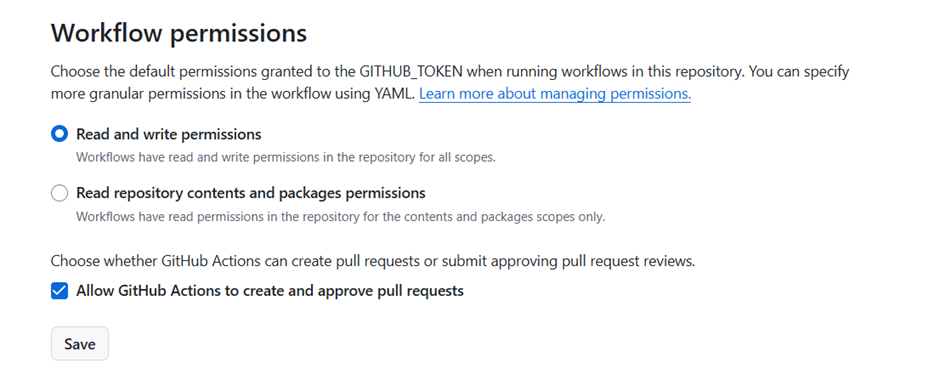 Workflow permissions
Choose the default permissions granted to the GITHUB_TOKEN when running workflows in this repository. You can specify
more granular permissions in the workflow using YAML. Learn more about managing permissions.
Read and write permissions
Workflows have read and write permissions in the repository for all scopes.
Read repository contents and packages permissions
Workflows have read permissions in the repository for the contents and packages scopes only.
Choose whether GitHub Actions can create pull requests or submit approving pull request reviews.
Allow GitHub Actions to create and approve pull requests
Save